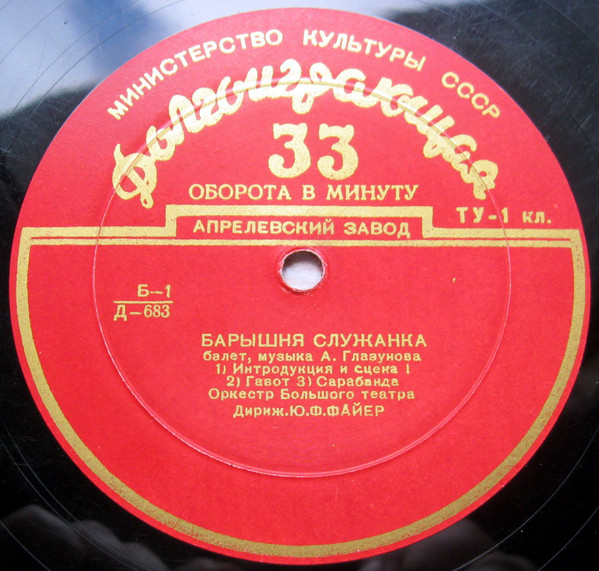 МИНИСТЕРСТВО КУЛЬТУРЫ СССР
Долгоиграющая
33
ОБОРОТА В МИНУТУ
ТУ-1 кл.
АПРЕЛЕВСКИЙ ЗАВОД
Б-1
Д-683
БАРЫШНЯ СЛУЖАНКА
балет, музыка А. Глазунова
1) Интродукция и сцена 1
2) Гавот 3) Сарабанда
Оркестр Большого театра
Дириж. Ю.Ф.ФАЙЕР